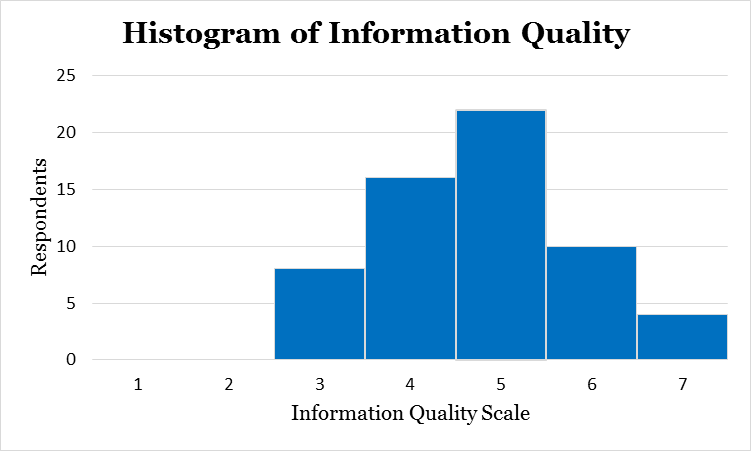 Histogram of Information Quality
25
20
15
10
5
0
Respondents
1 2 3 4 5 6 7
Information Quality Scale